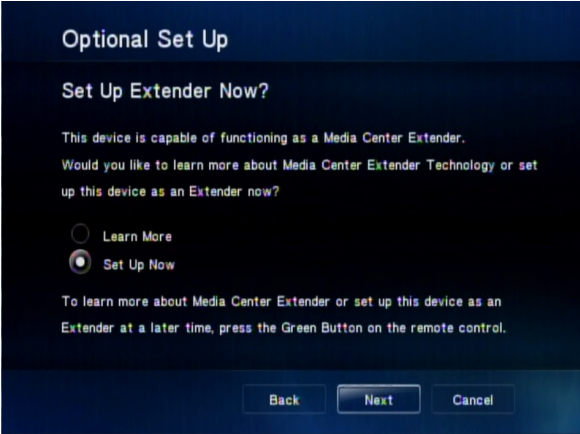 Optional Set Up
Set Up Extender Now?
This device is capable of functioning as a Media Center Extender.
Would you like to learn more about Media Center Extender Technology or set
up this device as an Extender now?
Learn More
Set Up Now
To learn more about Media Center Extender or set up this device as an
Extender at a later time, press the Green Button on the remote control.
Back Next Cancel